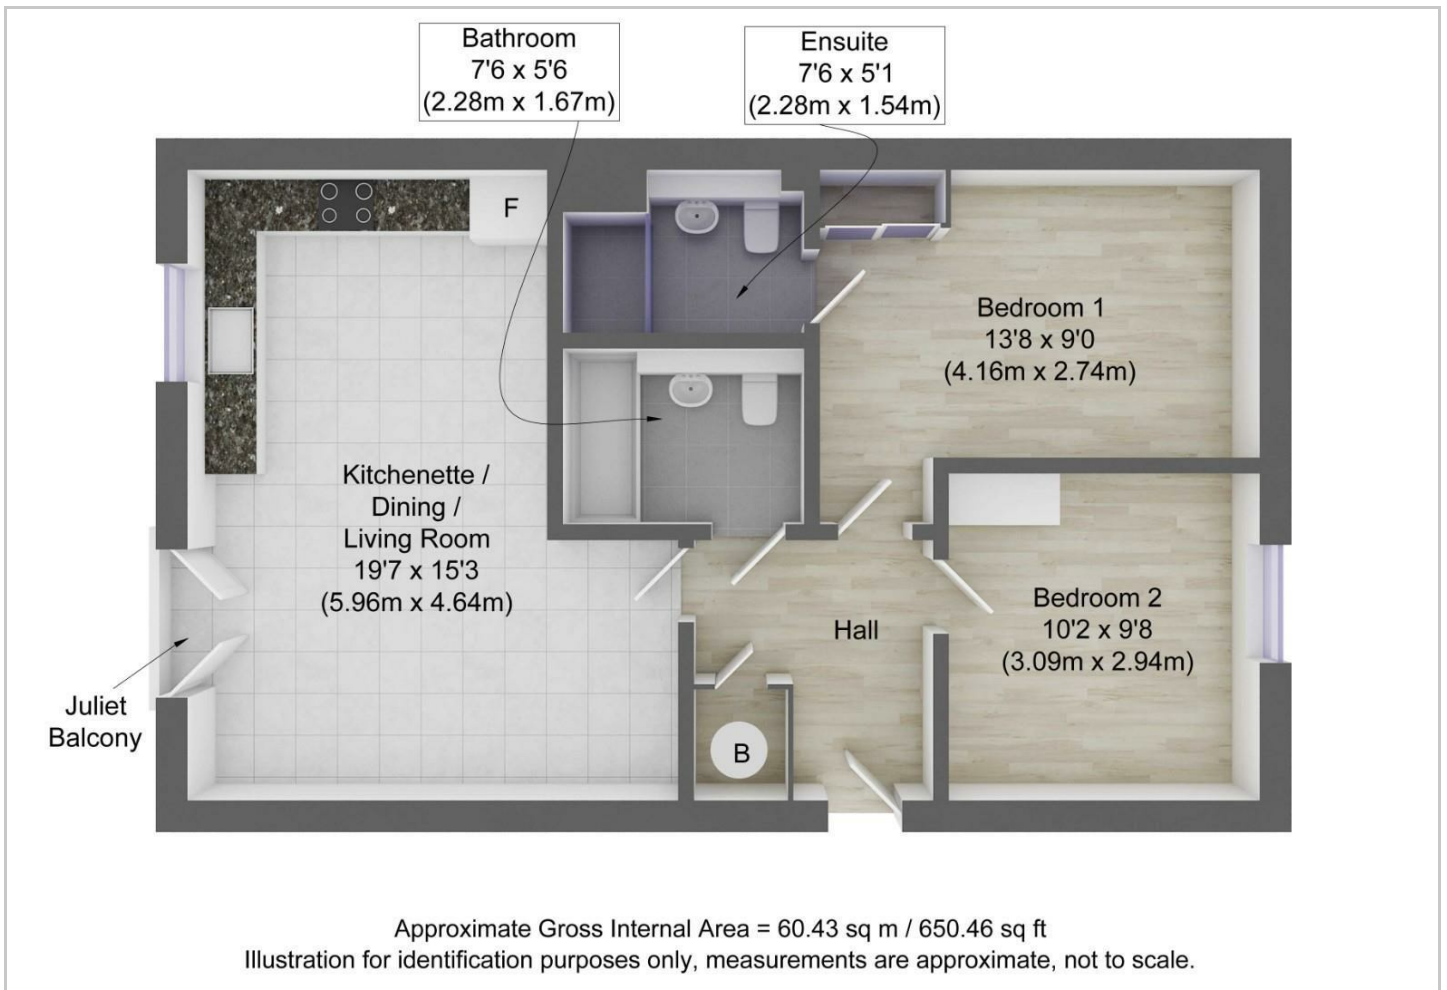 Bathroom
7'6 x 5'6
(2.28m x 1.67m)
Ensuite
7'6 x 5'1
(2.28m x 1.54m)
F
Bedroom 1
13'8 x 9'0
(4.16m x 2.74m)
Kitchenette /
Dining /
Living Room
19'7 x 15'3
(5.96m x 4.64m)
Hall
Bedroom 2
10'2 x 9'8
(3.09m x 2.94m)
Juliet
Balcony
B
Approximate Gross Internal Area = 60.43 sq m / 650.46 sq ft
Illustration for identification purposes only, measurements are approximate, not to scale.